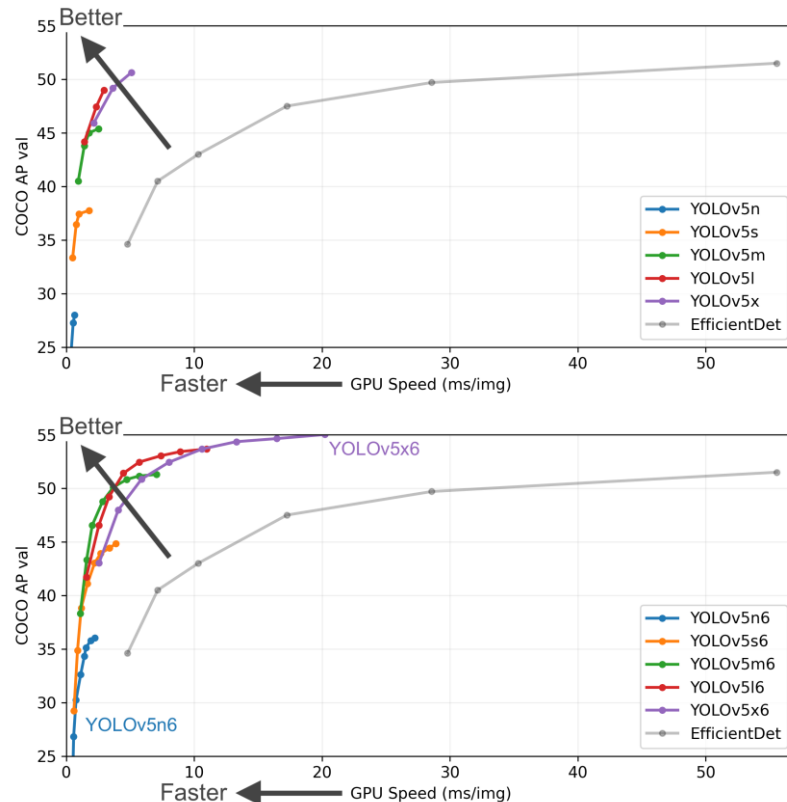 Better
55
50
45
40
35
30
25
COCO AP val
0 10 20 30 40 50
Faster GPU Speed (ms/img)
YOLOv5n
YOLOv5s
YOLOv5m
YOLOv5l
YOLOv5x
EfficientDet
Better
55
50
45
40
35
30
25
COCO AP val
YOLOv5x6
YOLOv5n6
YOLOv5n6
YOLOv5s6
YOLOv5m6
YOLOv5l6
YOLOv5x6
EfficientDet
0 10 20 30 40 50
Faster GPU Speed (ms/img)